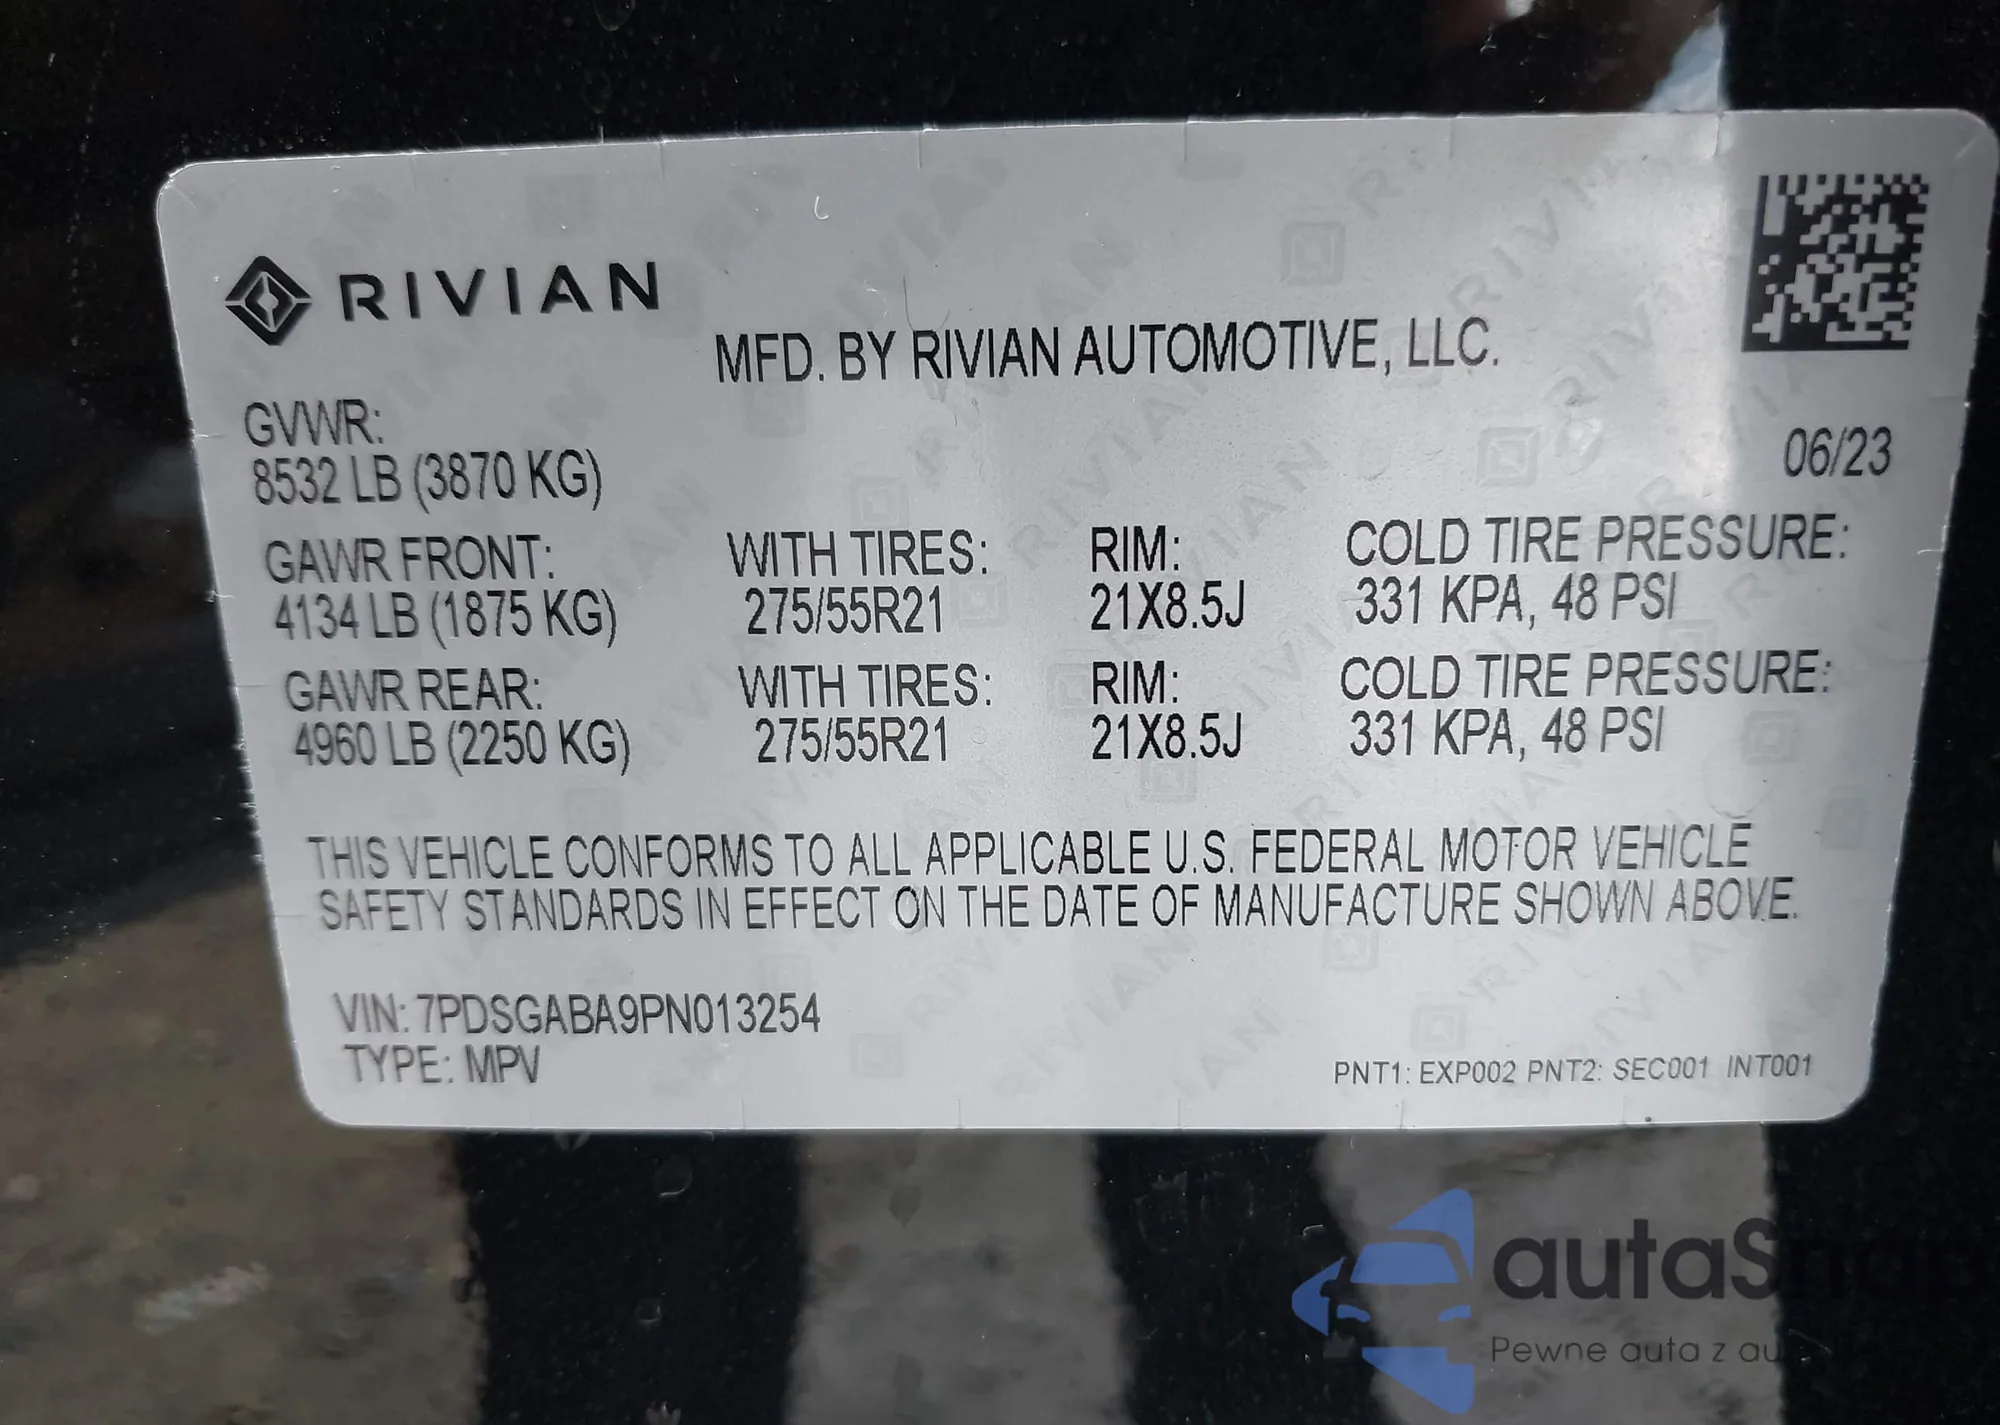 RIVIAN
MFD. BY RIVIAN AUTOMOTIVE, LLC.
GVWR:
8532 LB (3870 KG)
06/23
GAWR FRONT: WITH TIRES: RIM: COLD TIRE PRESSURE:
4134 LB (1875 KG) 275/55R21 21X8.5J 331 KPA, 48 PSI
GAWR REAR: WITH TIRES: RIM: COLD TIRE PRESSURE:
4960 LB (2250 KG) 275/55R21 21X8.5J 331 KPA, 48 PSI
THIS VEHICLE CONFORMS TO ALL APPLICABLE U.S. FEDERAL MOTOR VEHICLE
SAFETY STANDARDS IN EFFECT ON THE DATE OF MANUFACTURE SHOWN ABOVE.
VIN: 7PDSGABA9PN013254
TYPE: MPV
PNT1: EXP002 PNT2: SEC001 INT001
autaSnap
Pewne auta z